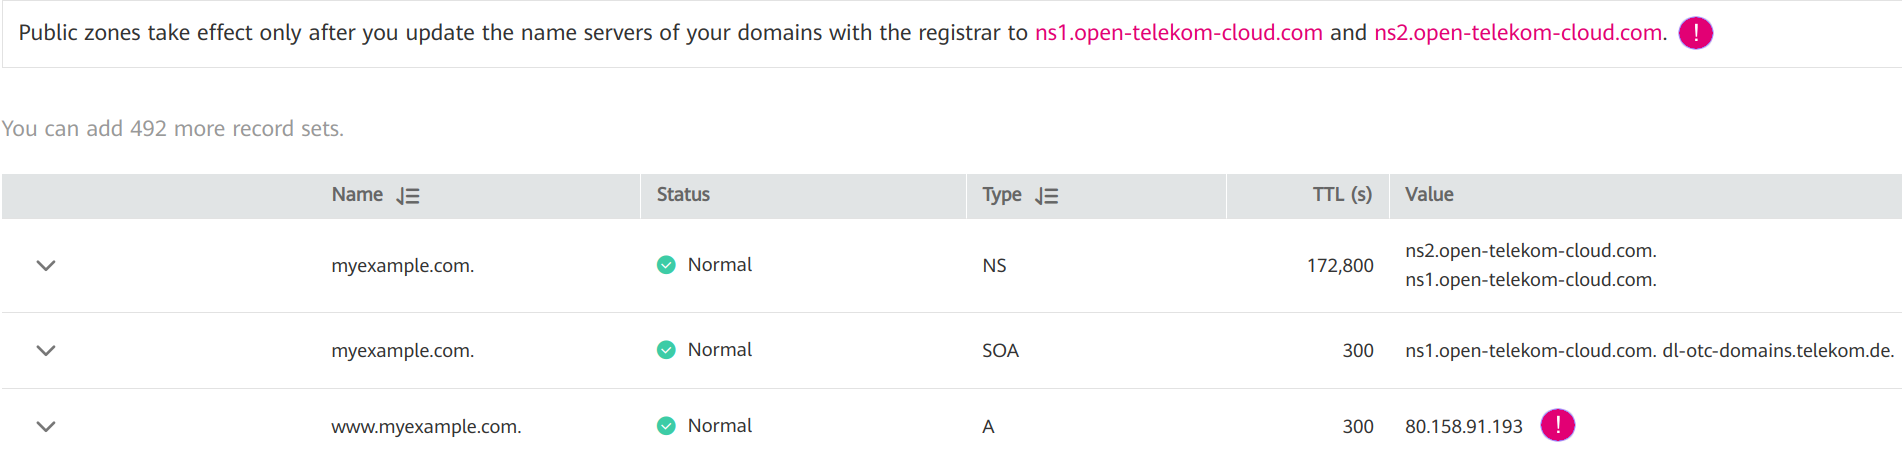 Public zones take effect only after you update the name servers of your domains with the registrar to ns1.open-telekom-cloud.com and ns2.open-telekom-cloud.com. !
You can add 492 more record sets.
Name Status Type TTL (s) Value
myexample.com. Normal NS 172,800 ns2.open-telekom-cloud.com.
ns1.open-telekom-cloud.com.
myexample.com. Normal SOA 300 ns1.open-telekom-cloud.com. dl-otc-domains.telekom.de.
www.myexample.com. Normal A 300 80.158.91.193 !